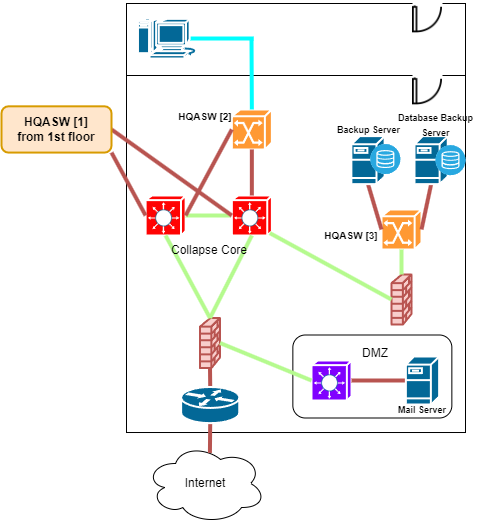 HQASW [1]
from 1st floor
HQASW [2]
Backup Server
Database Backup
Server
HQASW [3]
Collapse Core
DMZ
Mail Server
Internet